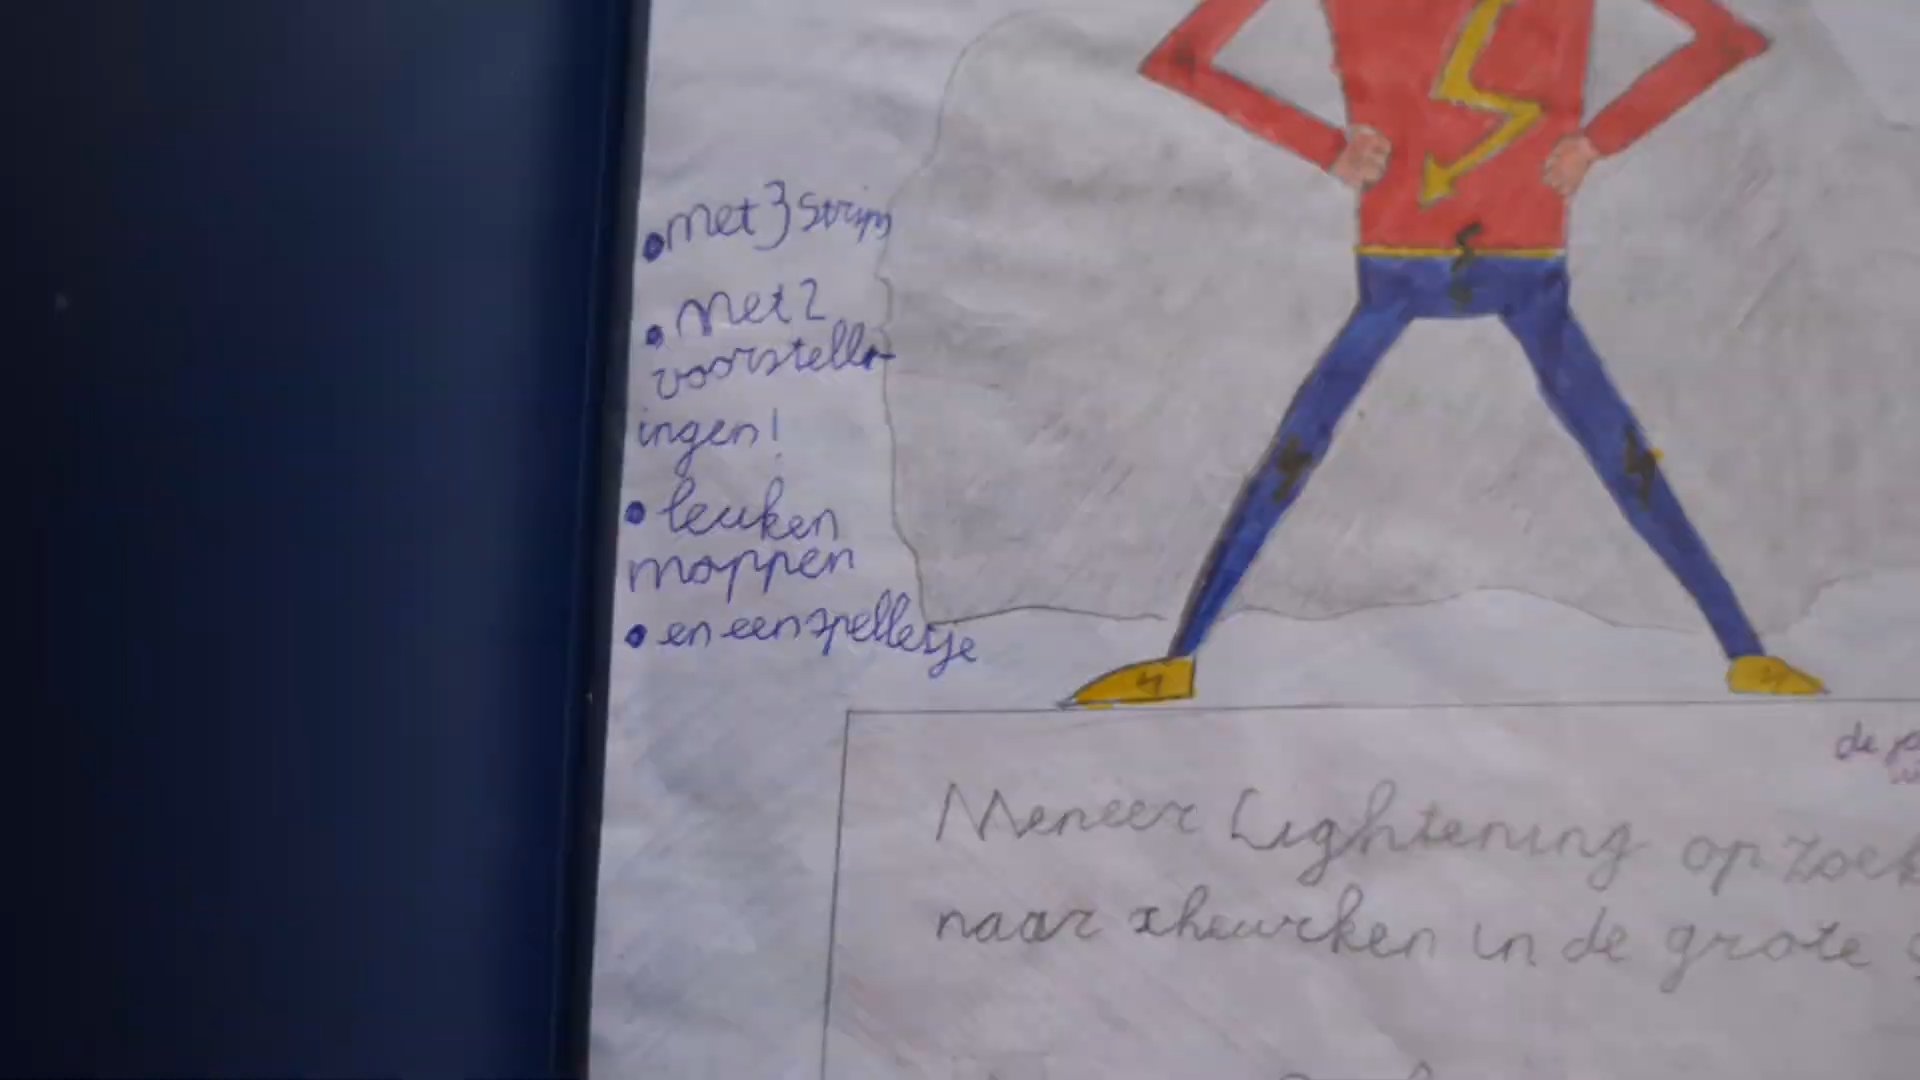 • met 3 strips
• met 2
voorstell
ingen!
• leuken
moppen
• en een spelletje
de
Meneer Lightening op zoek
naar in de grote